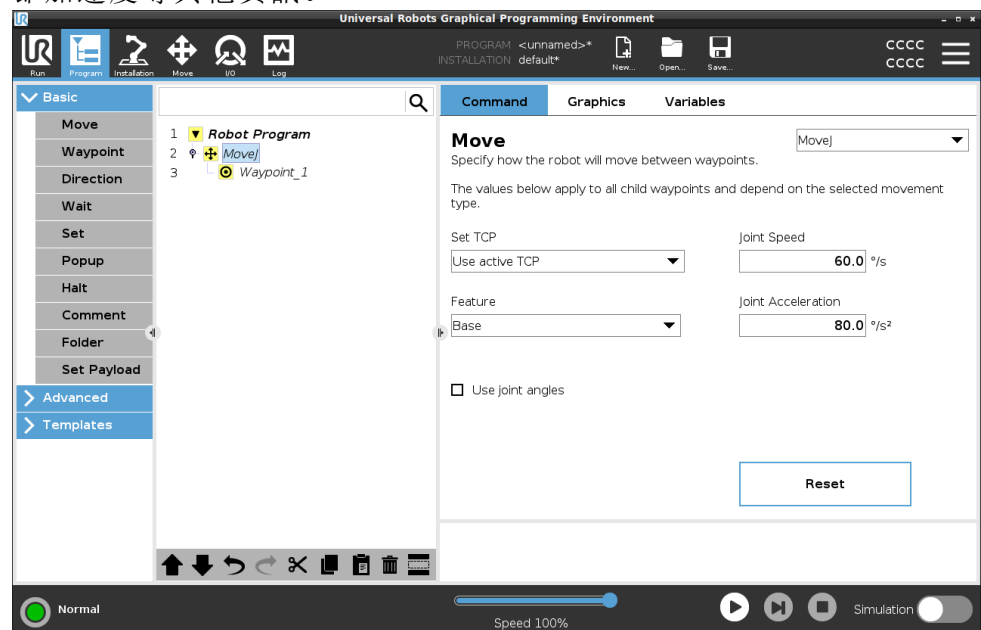 Universal Robots Graphical Programming Environment
Run Program Installation Move I/O Log
PROGRAM <unnamed>*
INSTALLATION default*
New... Open... Save...
CCCC
CCCC
Basic
Move
Waypoint
Direction
Wait
Set
Popup
Halt
Comment
Folder
Set Payload
Advanced
Templates
1 Robot Program
2 MoveJ
3 Waypoint_1
Command Graphics Variables
Move
MoveJ
Specify how the robot will move between waypoints.
The values below apply to all child waypoints and depend on the selected movement
type.
Set TCP
Use active TCP
Joint Speed
60.0 °/s
Feature
Base
Joint Acceleration
80.0 °/s²
Use joint angles
Reset
Normal
Speed 100%
Simulation